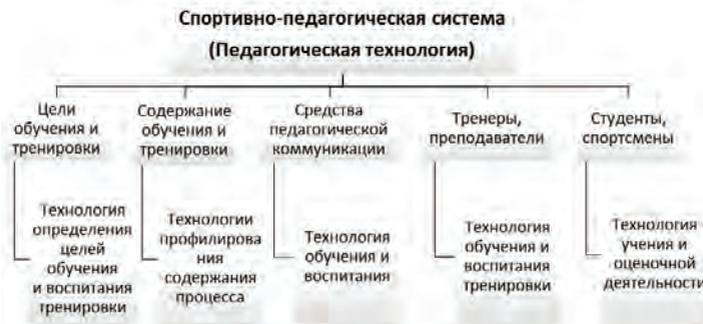 Спортивно-педагогическая система
(Педагогическая технология)
Цели
обучения и
тренировки
Содержание
обучения и
тренировки
Средства
педагогической
коммуникации
Тренеры,
преподаватели
Студенты,
спортсмены
Технология
определения
целей
обучения
и воспитания
тренировки
Технологии
профилирова
ния
содержания
процесса
Технология
обучения и
воспитания
Технология
обучения и
воспитания
тренировки
Технология
учения и
оценочной
деятельности